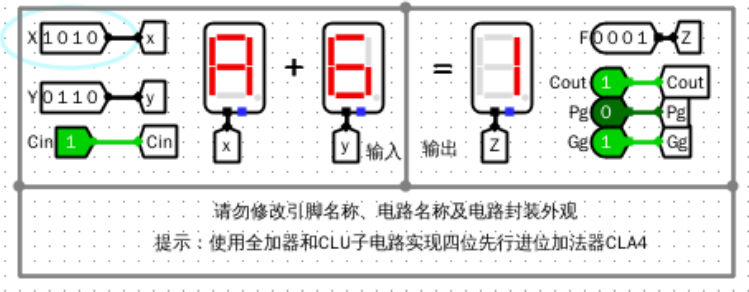 X 1010 x
Y 0110 y
Cin 1 Cin
A + 6 = 1
x y 输入 输出 Z
F 0001 Z
Cout 1 Cout
Pg 0 Pg
Gg 1 Gg
请勿修改引脚名称、电路名称及电路封装外观
提示：使用全加器和CLU子电路实现四位先行进位加法器CLA4